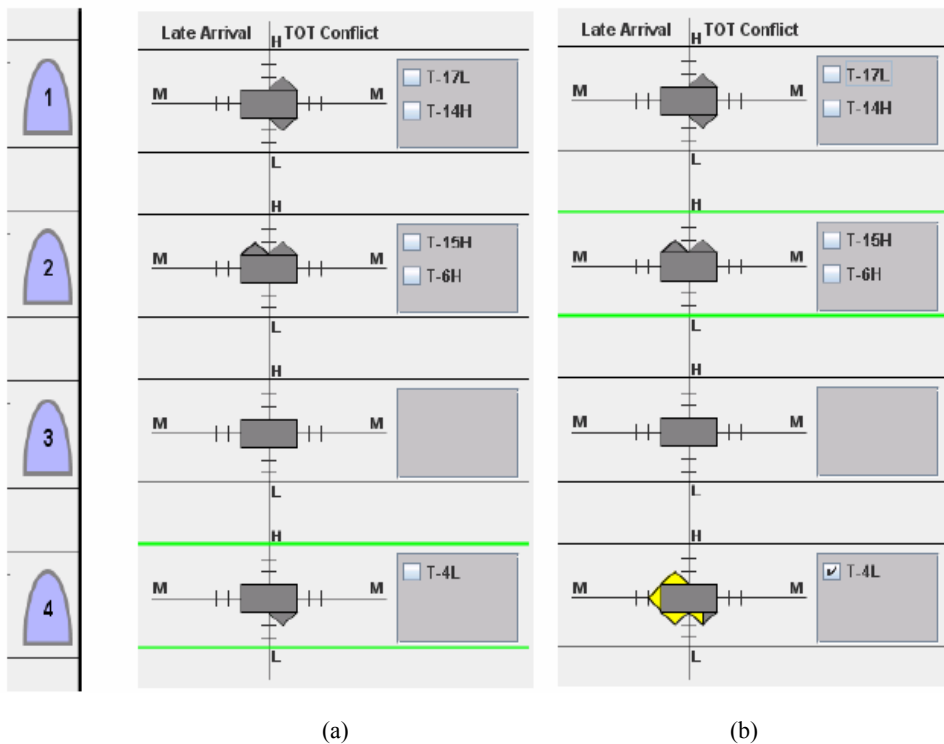 Late Arrival H TOT Conflict
1
M M
T-17L
T-14H
L
H
2
M M
T-15H
T-6H
L
H
3
M M
L
H
4
M M
T-4L
L
Late Arrival H TOT Conflict
M M
T-17L
T-14H
L
H
M M
T-15H
T-6H
L
H
M M
L
H
M M
T-4L
L
(a)
(b)